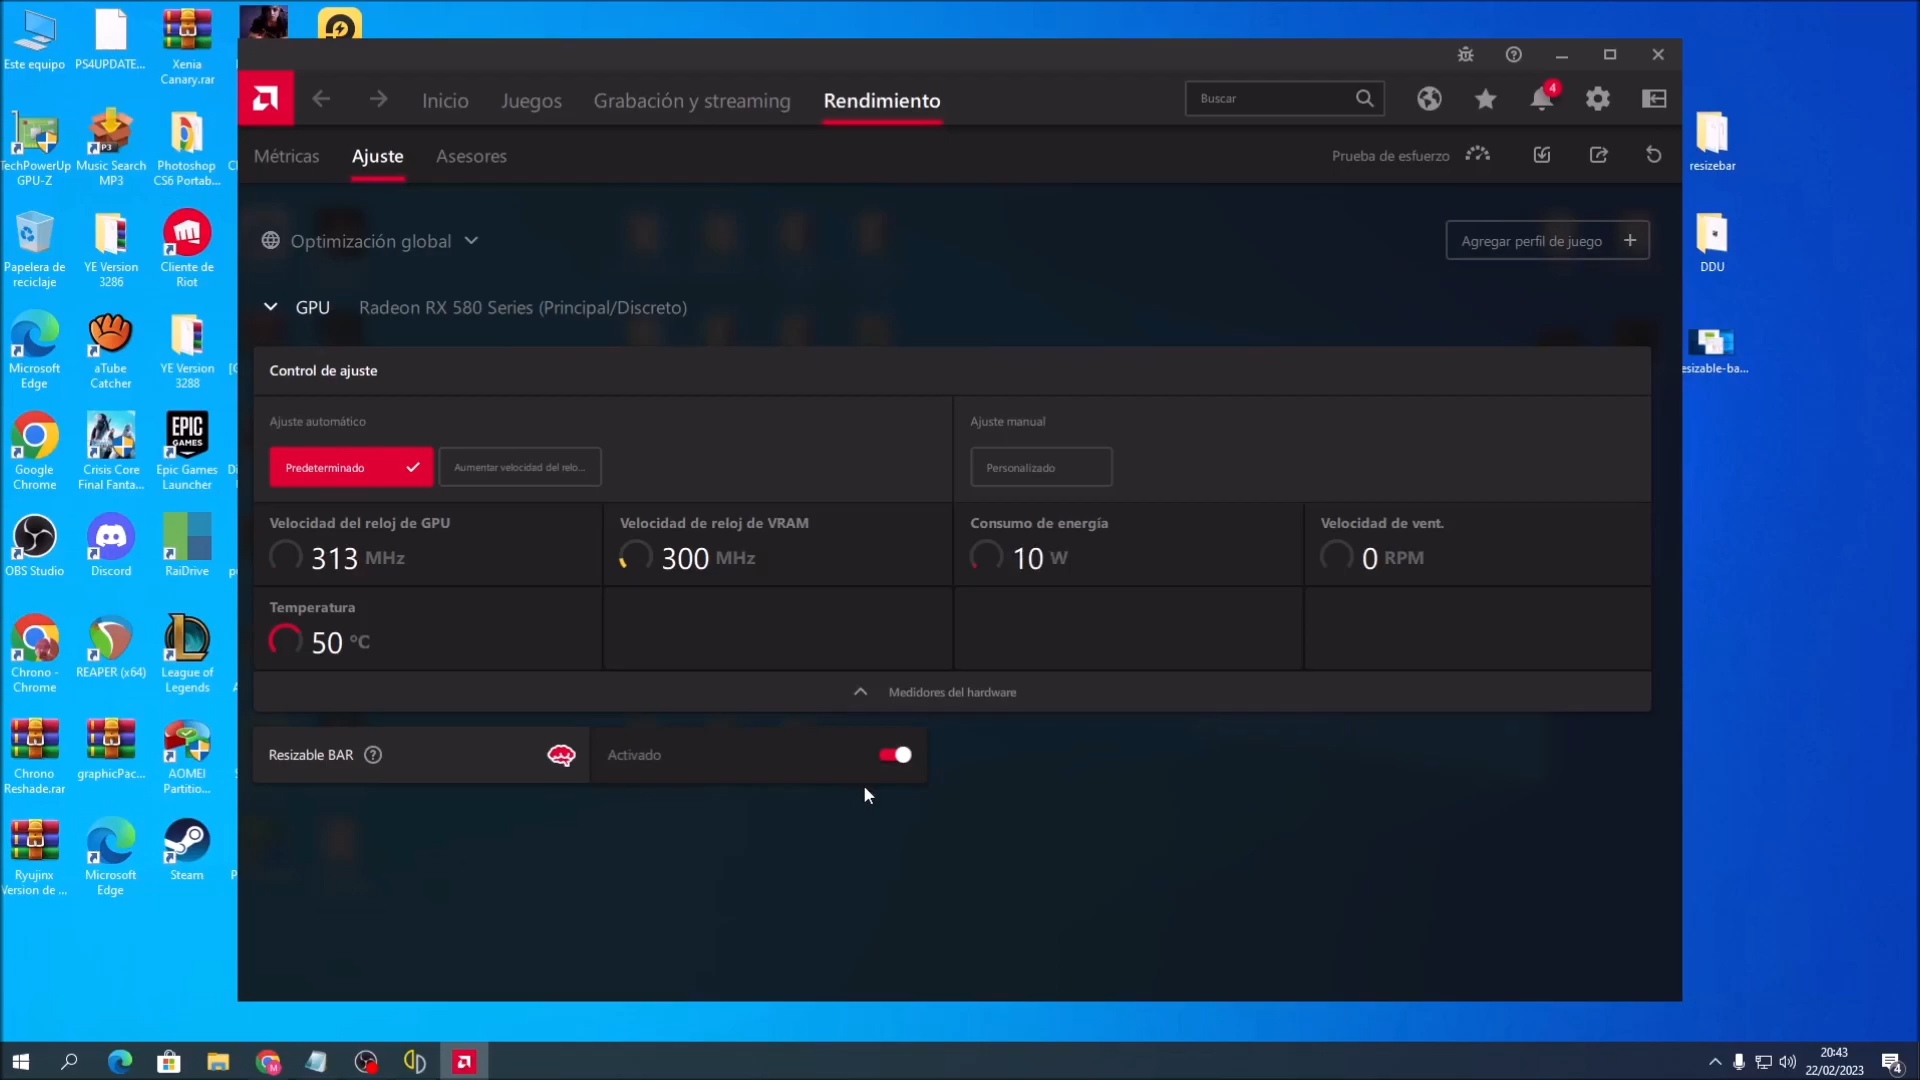 Este equipo
PS4UPDATE...
Xenia
Canary.rar
TechPowerUp
GPU-Z
Music Search
MP3
Photoshop
CS6 Portab...
Papelera de
reciclaje
YE Version
3286
Cliente de
Riot
Microsoft
Edge
aTube
Catcher
YE Version
3288
Google
Chrome
Crisis Core
Final Fanta...
Epic Games
Launcher
OBS Studio
Discord
RaiDrive
Chrono -
Chrome
REAPER (x64)
League of
Legends
Chrono
Reshade.rar
graphicPac...
AOMEI
Partitio...
Ryujinx
Version de ...
Microsoft
Edge
Steam
Inicio
Juegos
Grabación y streaming
Rendimiento
Buscar
4
Métricas
Ajuste
Asesores
Prueba de esfuerzo
Optimización global
Agregar perfil de juego
GPU
Radeon RX 580 Series (Principal/Discreto)
Control de ajuste
Ajuste automático
Ajuste manual
Predeterminado
Aumentar velocidad del relo...
Personalizado
Velocidad del reloj de GPU
313 MHz
Velocidad de reloj de VRAM
300 MHz
Consumo de energía
10 W
Velocidad de vent.
0 RPM
Temperatura
50 °C
Medidores del hardware
Resizable BAR
Activado
resizebar
DDU
esizable-ba...
20:43
22/02/2023
4